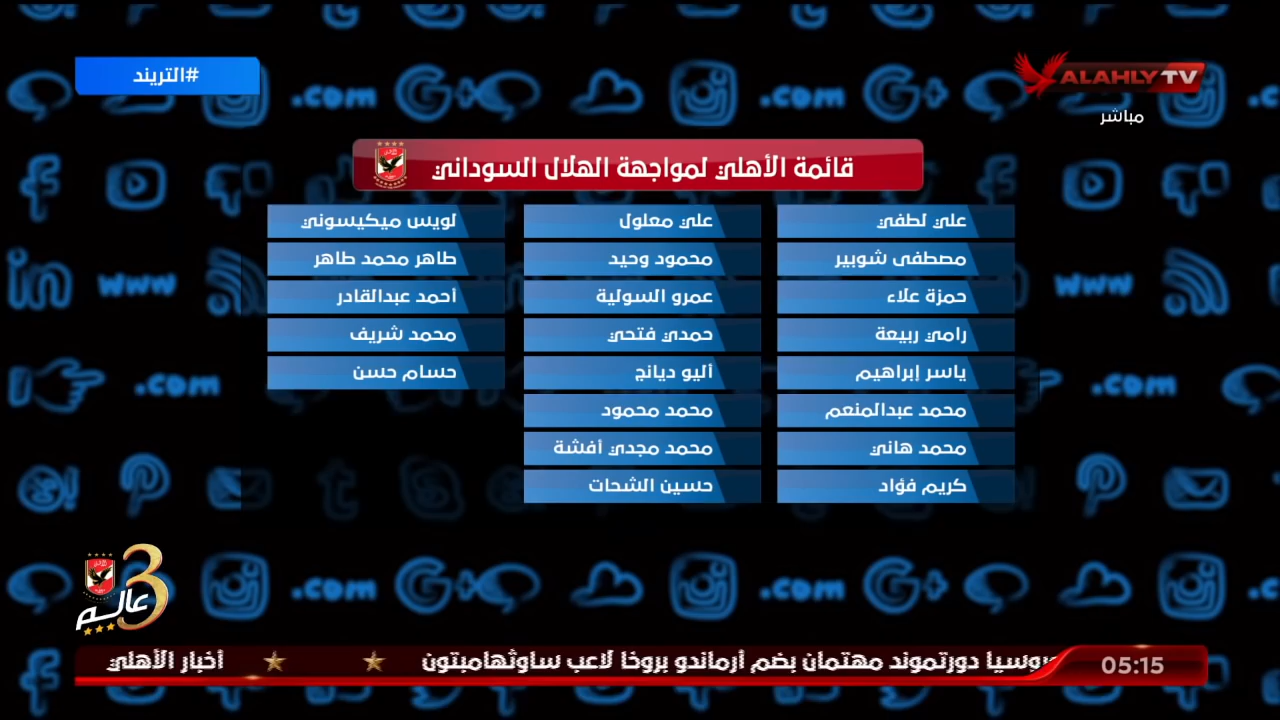 #التريند
ALAHLY TV
مباشر
قائمة الأهلي لمواجهة الهلال السوداني
علي لطفي
مصطفى شوبير
حمزة علاء
رامي ربيعة
ياسر إبراهيم
محمد عبدالمنعم
محمد هاني
كريم فؤاد
علي معلول
محمود وحيد
عمرو السولية
حمدي فتحي
أليو ديانج
محمد محمود
محمد مجدي أفشة
حسين الشحات
لويس ميكيسوني
طاهر محمد طاهر
أحمد عبدالقادر
محمد شريف
حسام حسن
3 عالم
05:15
بوروسيا دورتموند مهتمان بضم أرماندو بروخا لاعب ساوثهامبتون
أخبار الأهلي
.com
www